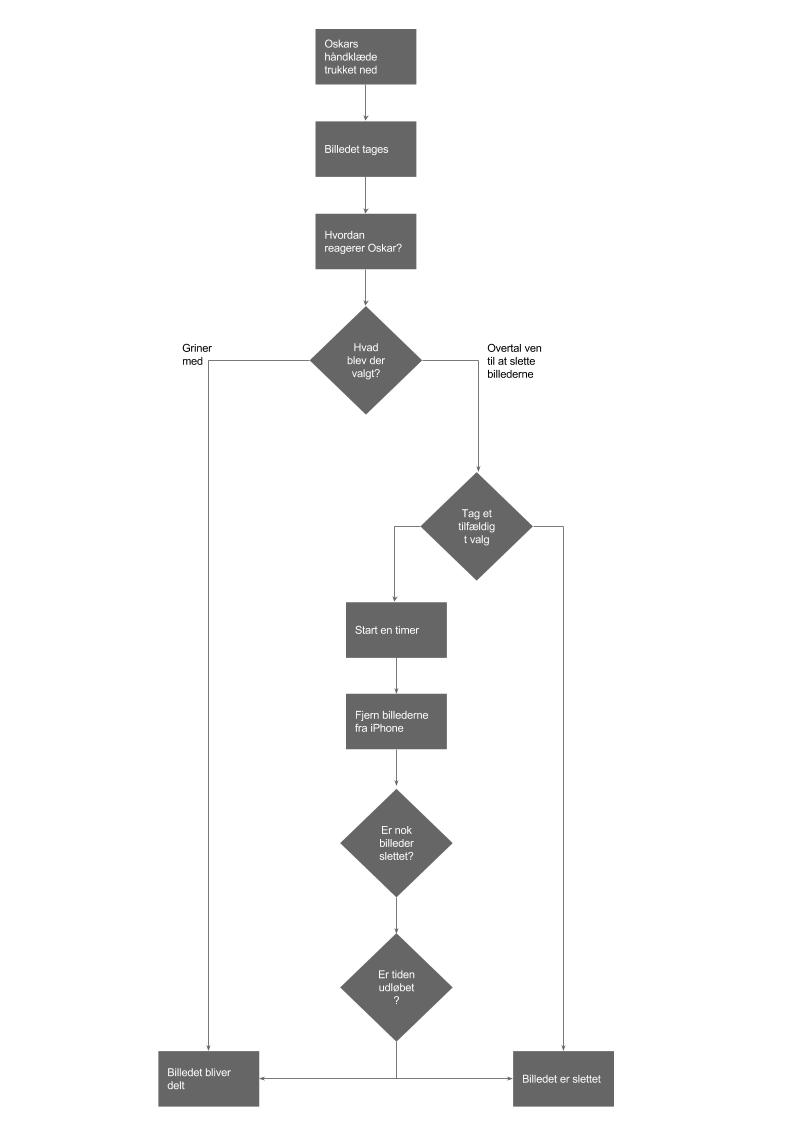 Oskars
håndklæde
trukket ned
Billedet tages
Hvordan
reagerer Oskar?
Hvad
blev der
valgt?
Griner
med
Overtal ven
til at slette
billederne
Tag et
tilfældig
t valg
Start en timer
Fjern billederne
fra iPhone
Er nok
billeder
slettet?
Er tiden
udløbet
?
Billedet bliver
delt
Billedet er slettet